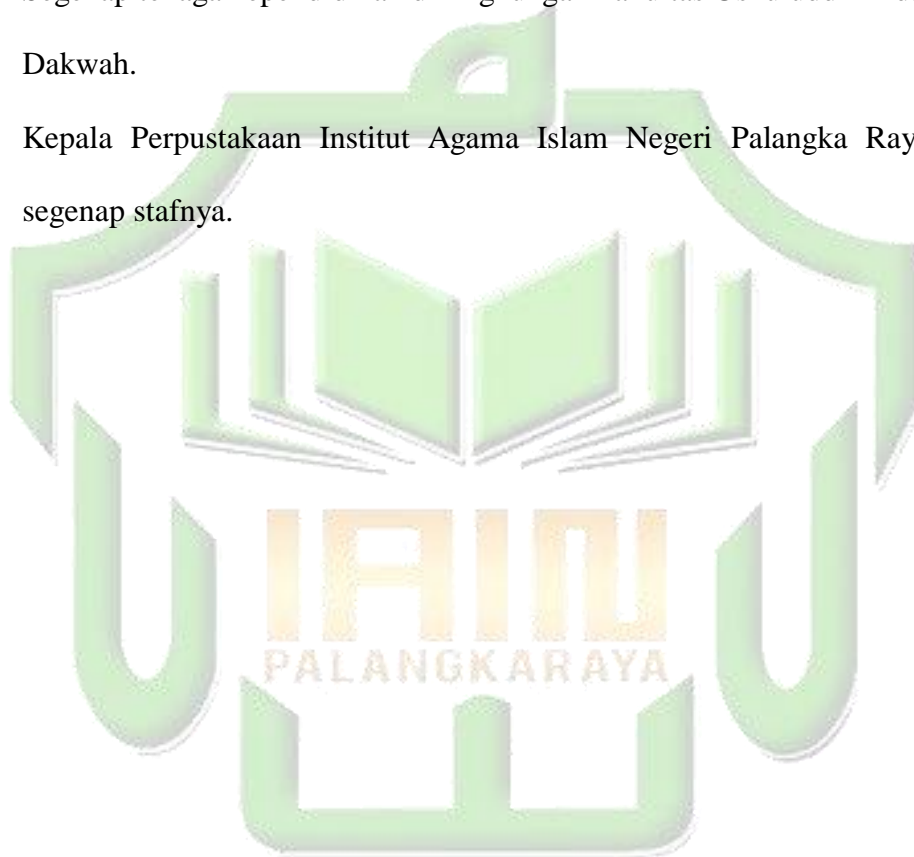 Dakwah.
Kepala Perpustakaan Institut Agama Islam Negeri Palangka Ray
segenap stafnya.
IAIN
PALANGKARAYA